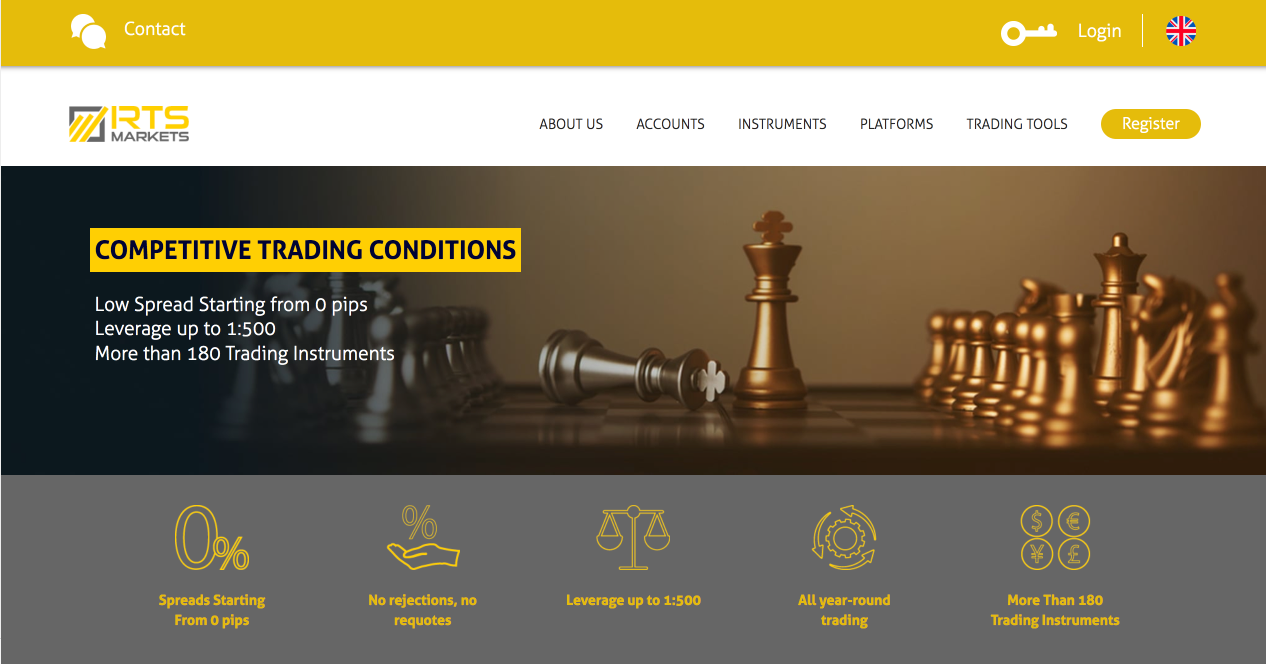 Contact
Login
IRTS
MARKETS
ABOUT US
ACCOUNTS
INSTRUMENTS
PLATFORMS
TRADING TOOLS
Register
COMPETITIVE TRADING CONDITIONS
Low Spread Starting from 0 pips
Leverage up to 1:500
More than 180 Trading Instruments
0%
%
$ €
¥ £
Spreads Starting
From 0 pips
No rejections, no
requotes
Leverage up to 1:500
All year-round
trading
More Than 180
Trading Instruments